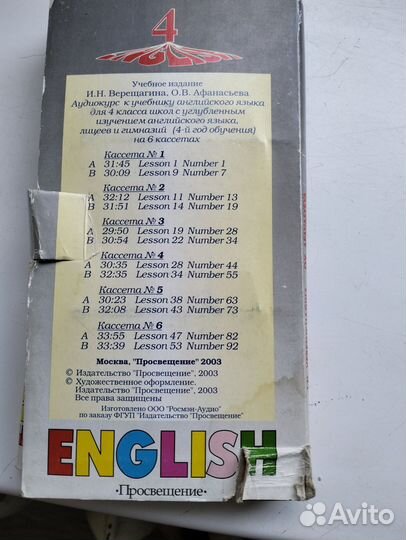 4
ENGLISH
Учебное издание
И.Н. Верещагина, О.В. Афанасьева
Аудиокурс к учебнику английского языка
для 4 класса школ с углубленным
изучением английского языка,
лицеев и гимназий (4-й год обучения)
на 6 кассетах
Кассета № 1
A 31:45 Lesson 1 Number 1
B 30:09 Lesson 9 Number 7
Кассета № 2
A 32:12 Lesson 11 Number 13
B 31:51 Lesson 14 Number 19
Кассета № 3
A 29:50 Lesson 19 Number 28
B 30:54 Lesson 22 Number 34
Кассета № 4
A 30:35 Lesson 28 Number 44
B 32:35 Lesson 34 Number 55
Кассета № 5
A 30:23 Lesson 38 Number 63
B 32:08 Lesson 43 Number 73
Кассета № 6
A 33:55 Lesson 47 Number 82
B 33:39 Lesson 53 Number 92
Москва, "Просвещение" 2003
© Издательство "Просвещение", 2003
© Художественное оформление.
Издательство "Просвещение", 2003
Все права защищены
Изготовлено ООО "Росмэн-Аудио"
по заказу ФГУП "Издательство "Просвещение"
ENGLISH
•Просвещение•
Avito